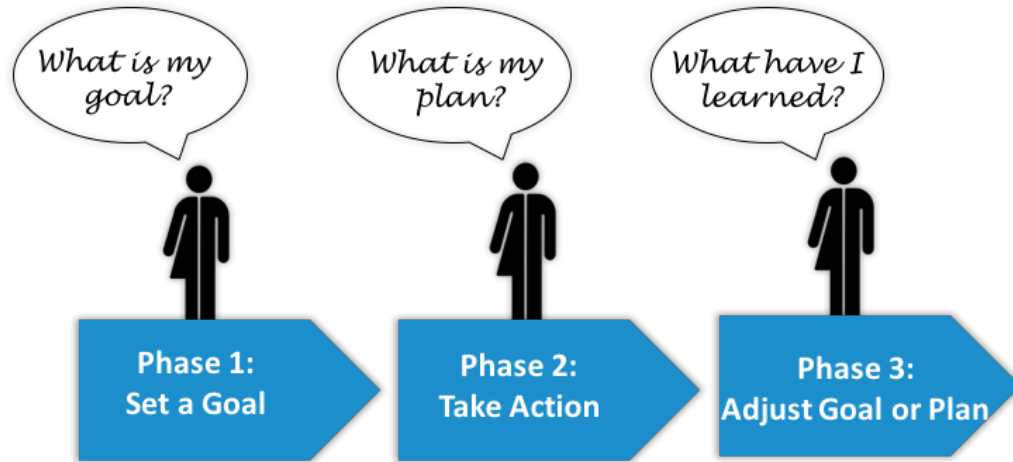 What is my
goal?
What is my
plan?
What have I
learned?
Phase 1:
Set a Goal
Phase 2:
Take Action
Phase 3:
Adjust Goal or Plan